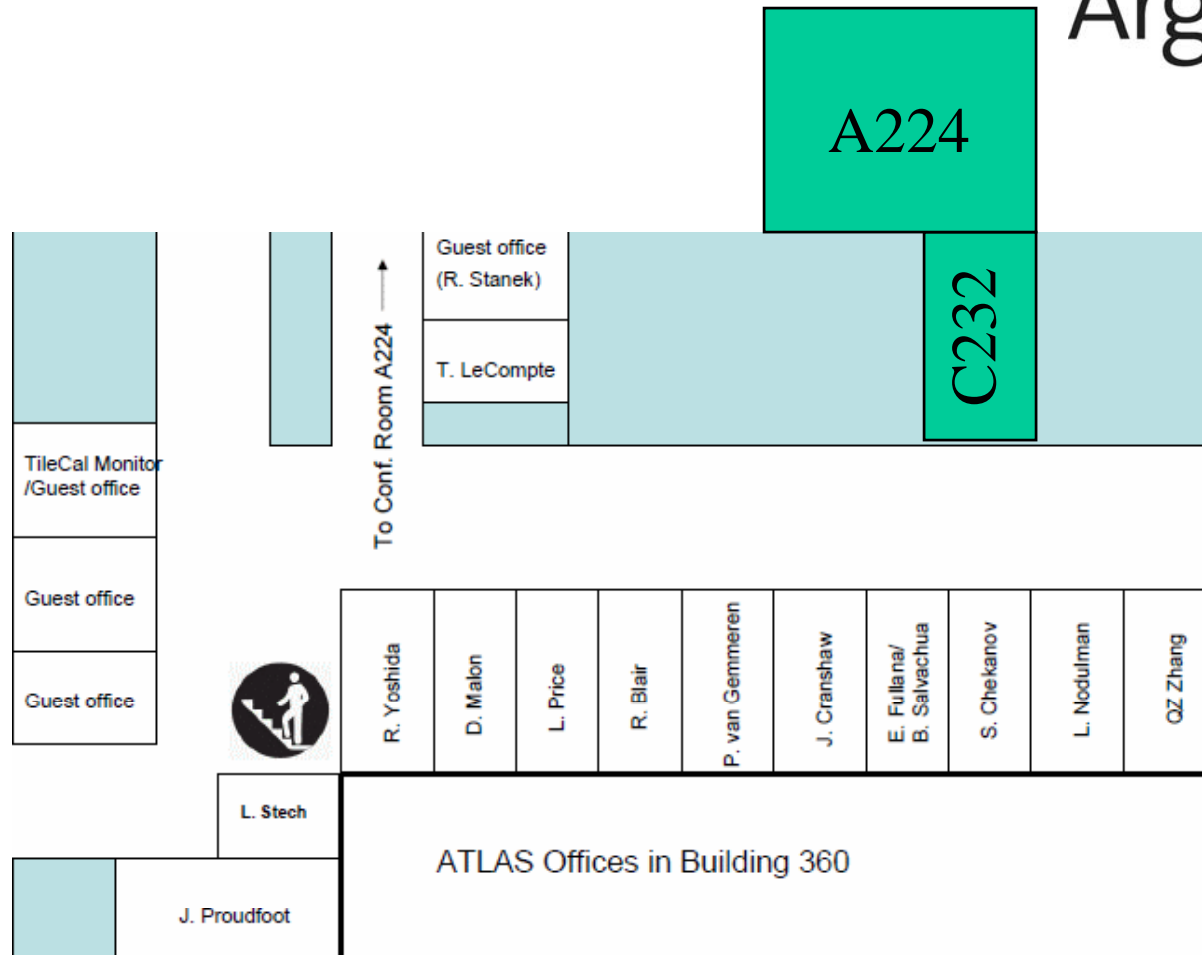 Arg
A224
C232
Guest office
(R. Stanek)
T. LeCompte
To Conf. Room A224
TileCal Monitor
/Guest office
Guest office
Guest office
R. Yoshida
D. Malon
L. Price
R. Blair
P. van Gemmeren
J. Cranshaw
E. Fullana/
B. Salvachua
S. Chekanov
L. Nodulman
QZ Zhang
L. Stech
ATLAS Offices in Building 360
J. Proudfoot